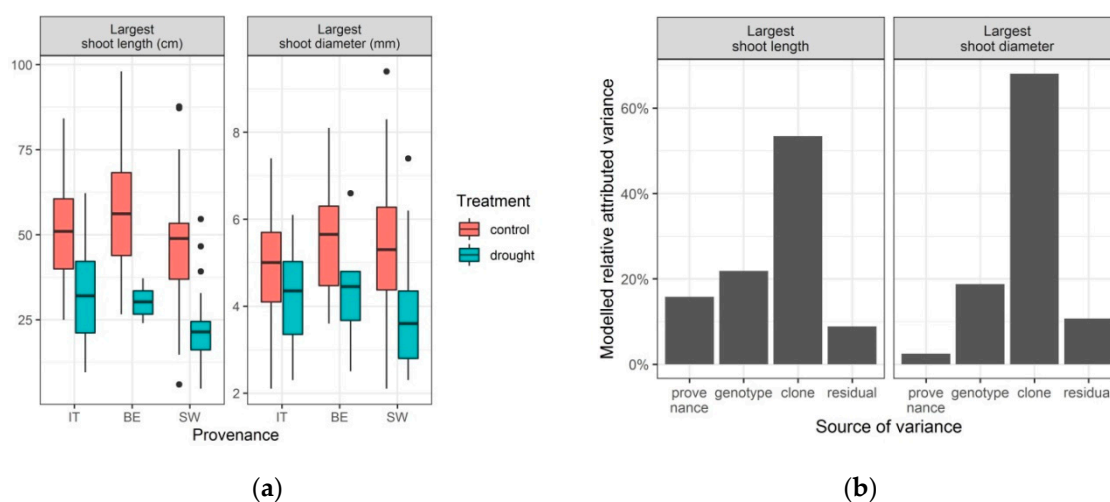 Largest
shoot length (cm)
Largest
shoot diameter (mm)
100
75
50
25
8
6
4
2
IT
BE
SW
IT
BE
SW
Provenance
Treatment
control
drought
(a)
Largest
shoot length
Largest
shoot diameter
Modelled relative attributed variance
60%
40%
20%
0%
prove
nance
genotype
clone
residual
prove
nance
genotype
clone
residual
Source of variance
(b)